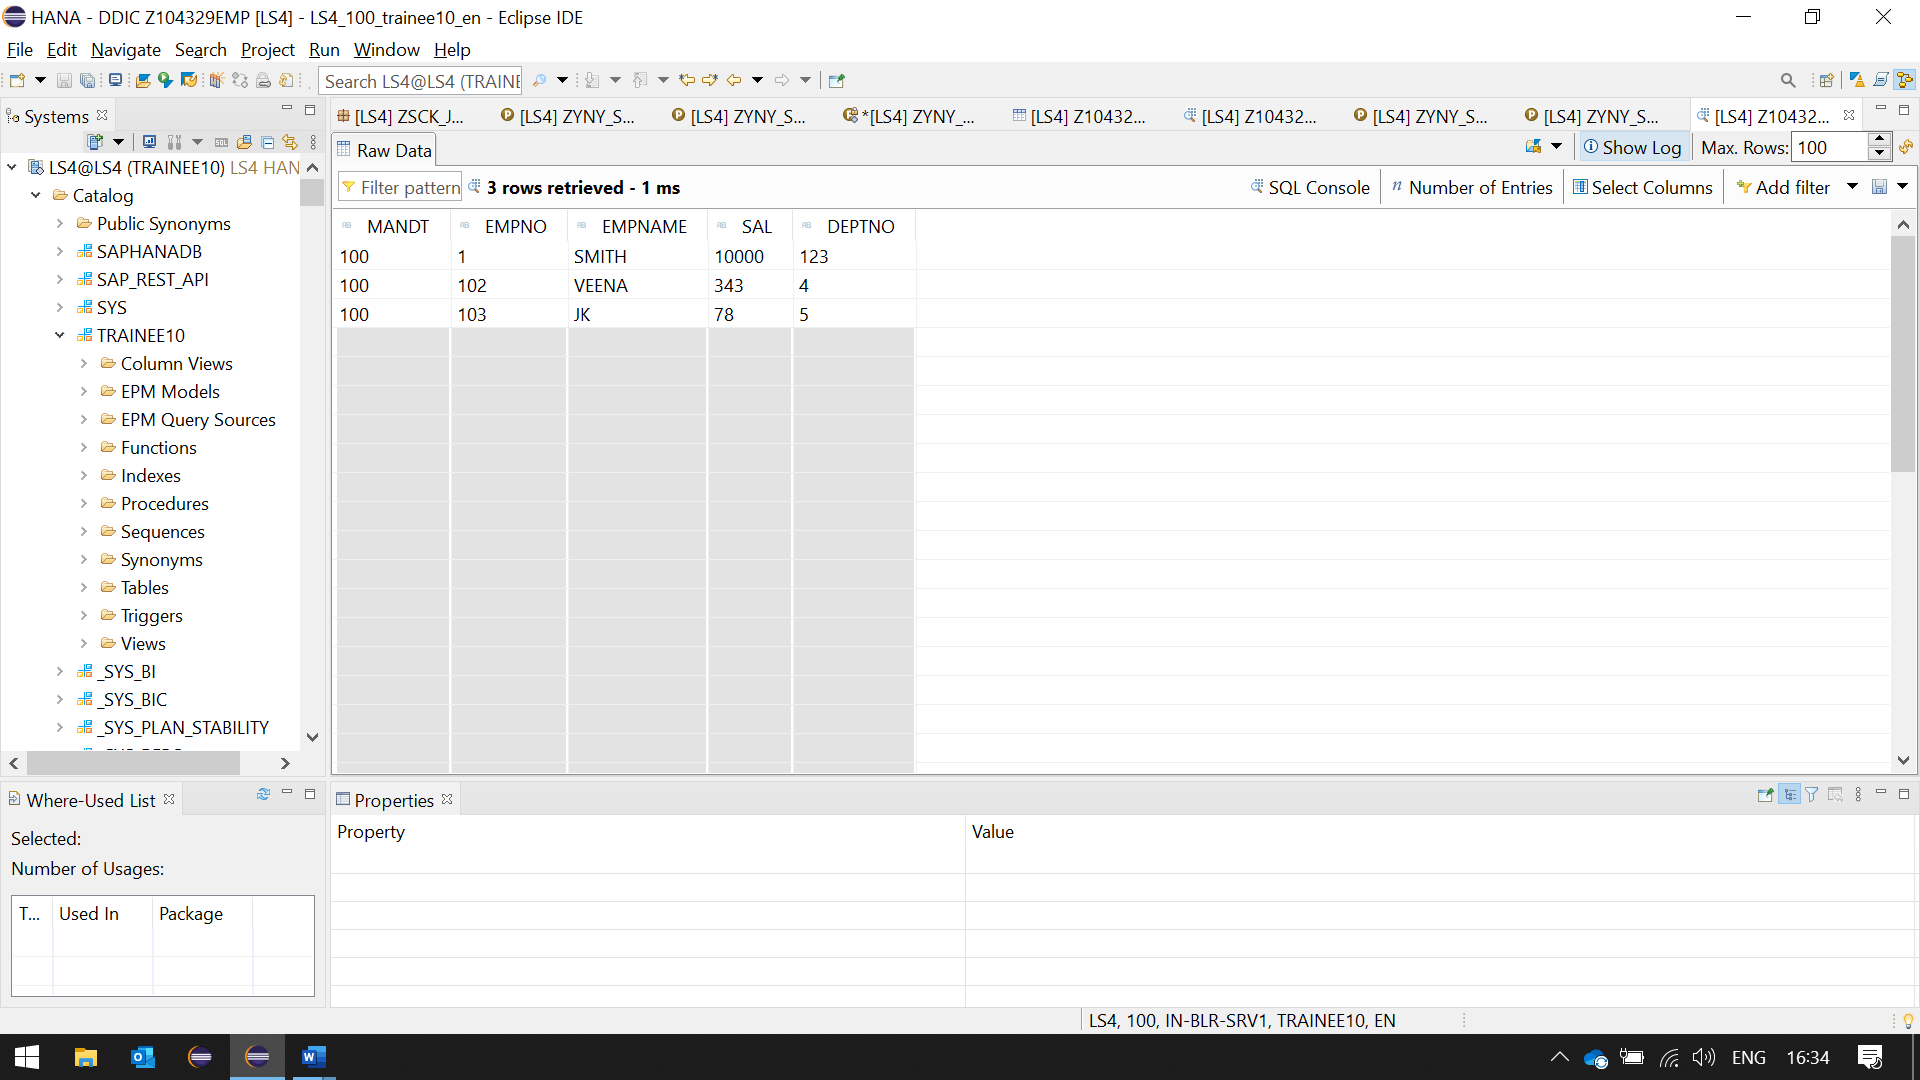 HANA - DDIC Z104329EMP [LS4] - LS4_100_trainee10_en - Eclipse IDE
File Edit Navigate Search Project Run Window Help
Search LS4@LS4 (TRAINE
Systems
LS4@LS4 (TRAINEE10) LS4 HAN
Catalog
Public Synonyms
SAPHANADB
SAP_REST_API
SYS
TRAINEE10
Column Views
EPM Models
EPM Query Sources
Functions
Indexes
Procedures
Sequences
Synonyms
Tables
Triggers
Views
_SYS_BI
_SYS_BIC
_SYS_PLAN_STABILITY
[LS4] ZSCK_J... [LS4] ZYNY_S... [LS4] ZYNY_S... *[LS4] ZYNY_... [LS4] Z10432... [LS4] Z10432... [LS4] ZYNY_S... [LS4] ZYNY_S... [LS4] Z10432...
Raw Data Show Log Max. Rows: 100
Filter pattern 3 rows retrieved - 1 ms SQL Console Number of Entries Select Columns Add filter
MANDT EMPNO EMPNAME SAL DEPTNO
100 1 SMITH 10000 123
100 102 VEENA 343 4
100 103 JK 78 5
Where-Used List
Selected:
Number of Usages:
T... Used In Package
Properties
Property Value
LS4, 100, IN-BLR-SRV1, TRAINEE10, EN
ENG 16:34